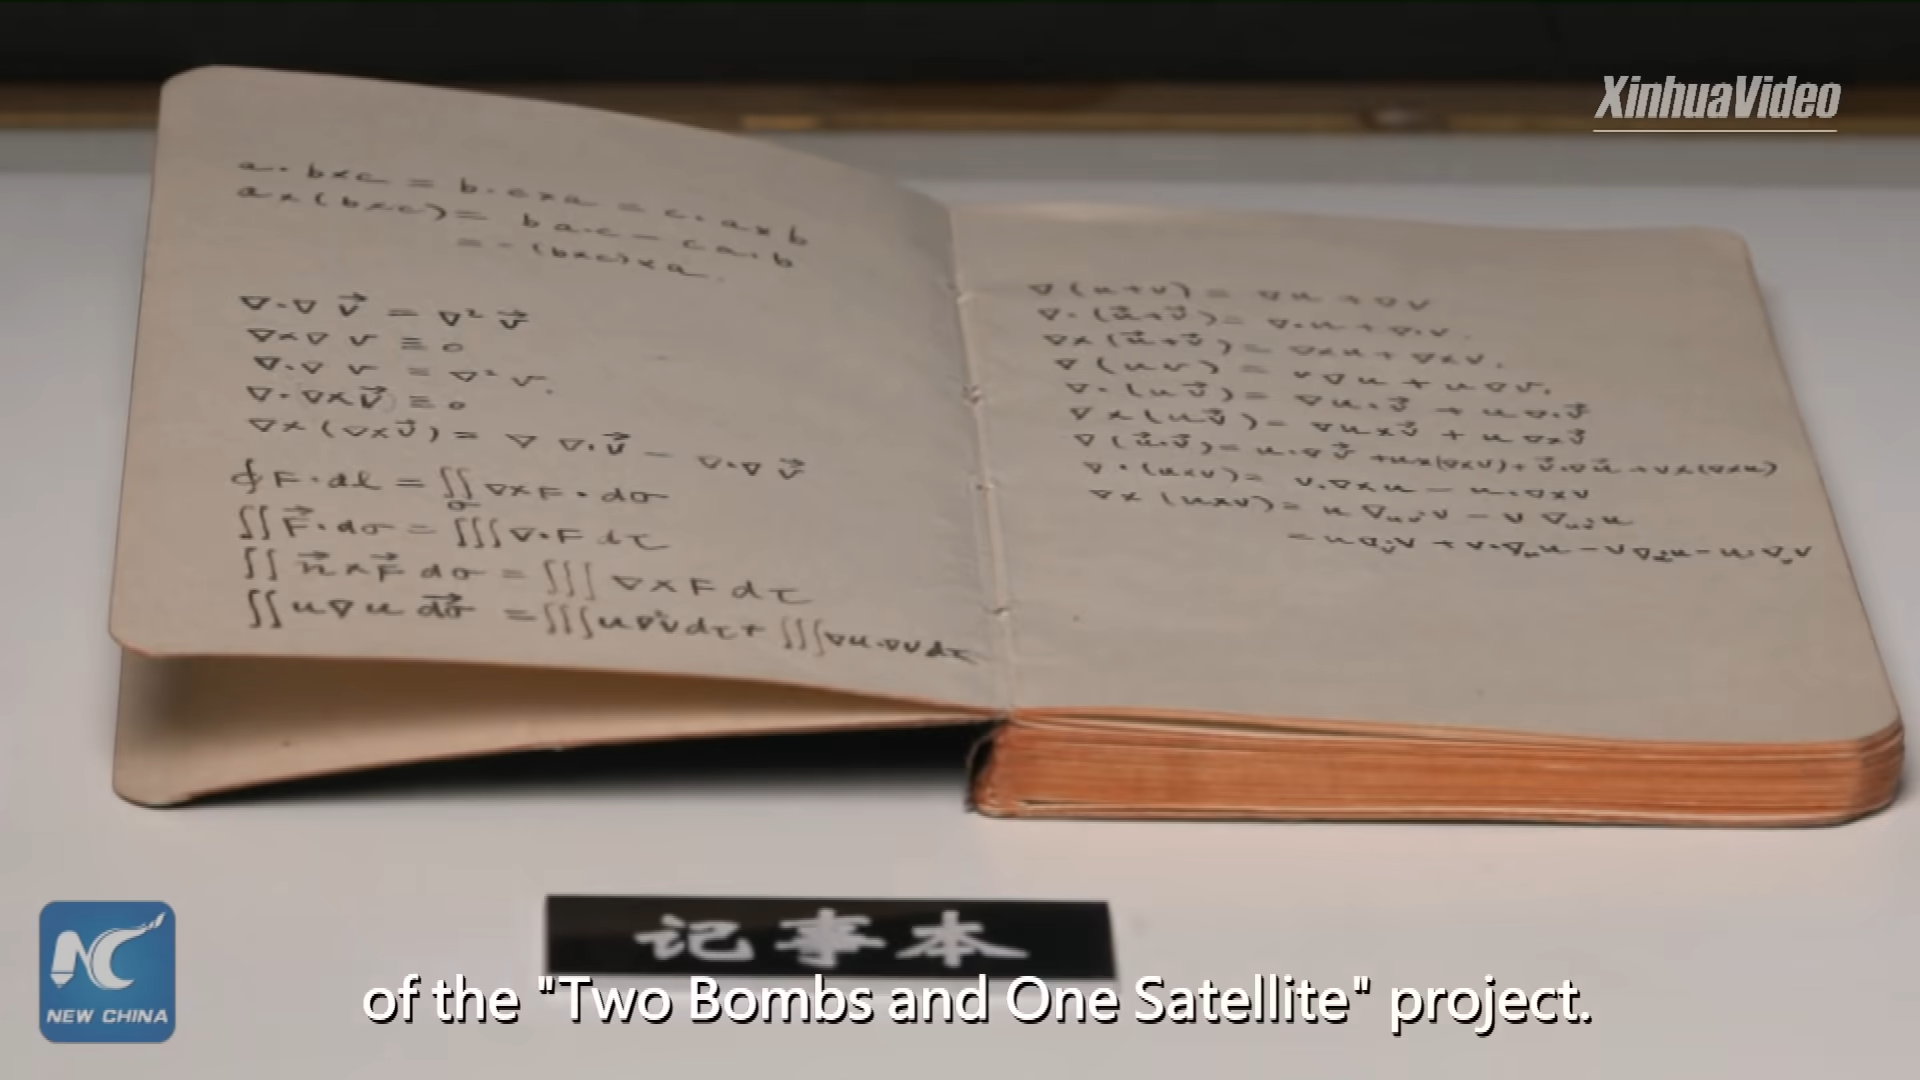 XinhuaVideo
a · b×c = b · c×a = c · a×b
a×(b×c) = b a·c − c a·b
= -(b×c)×a.
∇·∇ v⃗ = ∇² v⃗
∇×∇ v ≡ 0
∇·∇ v = ∇² v.
∇·∇×v⃗ ≡ 0
∇×(∇×v⃗) = ∇ ∇·v⃗ − ∇·∇ v⃗
∮ F·dl = ∬σ ∇×F · dσ
∬ F⃗·dσ = ∭ ∇·F dτ
∬ n⃗×F⃗ dσ = ∭ ∇×F dτ
∬ u∇u dσ⃗ = ∭ u∇²v dτ + ∭ ∇u·∇v dτ
∇(u+v) = ∇u + ∇v
∇·(u⃗+v⃗) = ∇·u + ∇·v.
∇×(u⃗+v⃗) = ∇×u + ∇×v.
∇(uv) = v∇u + u∇v.
∇·(uv⃗) = ∇u·v⃗ + u∇·v⃗
∇×(uv⃗) = ∇u×v⃗ + u∇×v⃗
∇(u⃗·v⃗) = u·∇v⃗ + u×(∇×v) + v⃗·∇u⃗ + v×(∇×u)
∇·(u×v) = v·∇×u − u·∇×v
∇×(u×v) =
记事本
NEW CHINA
of the "Two Bombs and One Satellite" project.